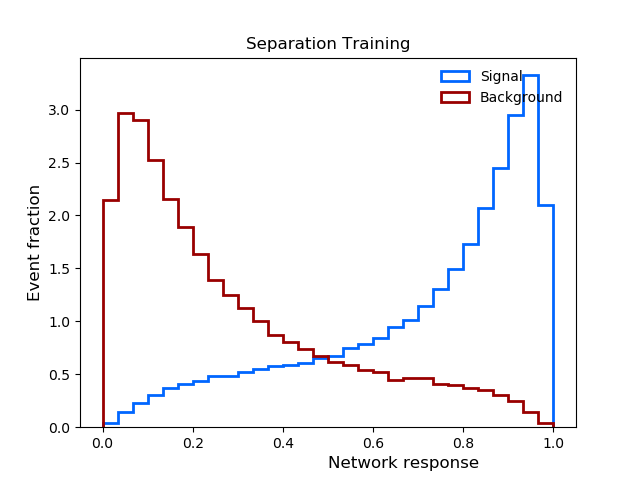 Separation Training
Signal
Background
Event fraction
3.0
2.5
2.0
1.5
1.0
0.5
0.0
0.0 0.2 0.4 0.6 0.8 1.0
Network response